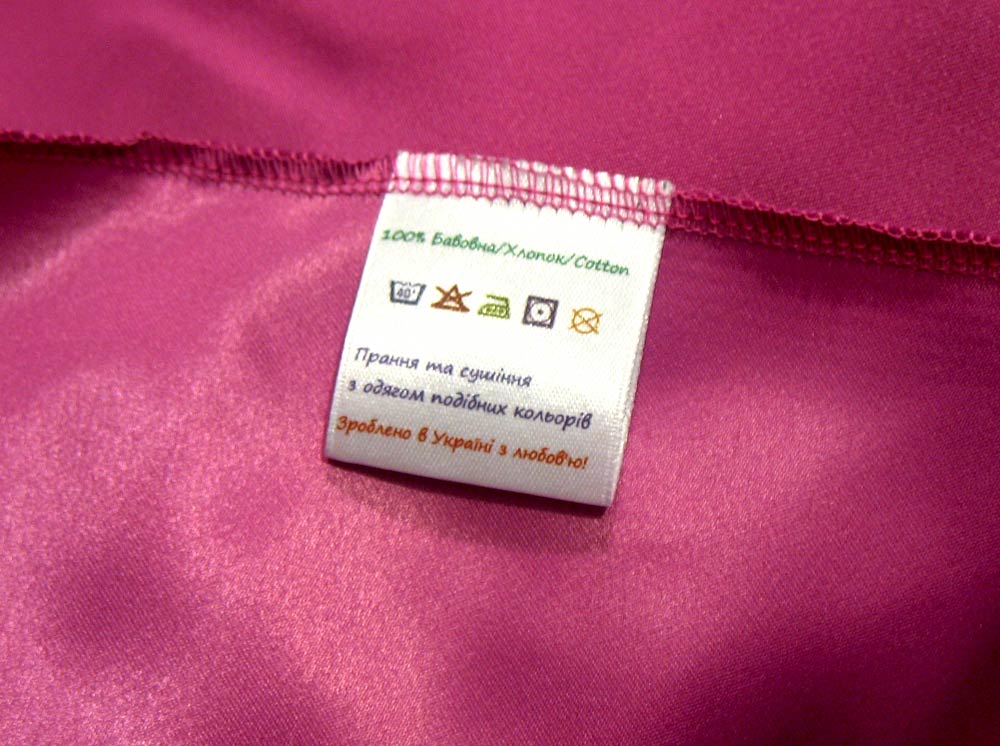 100% Бавовна/Хлопок/Cotton
40°
Прання та сушіння
з одягом подібних кольорів
Зроблено в Україні з любов'ю!